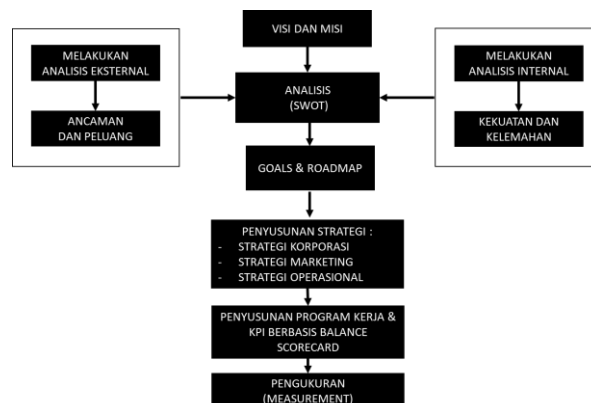 VISI DAN MISI
MELAKUKAN
ANALISIS EKSTERNAL
ANCAMAN
DAN PELUANG
ANALISIS
(SWOT)
MELAKUKAN
ANALISIS INTERNAL
KEKUATAN DAN
KELEMAHAN
GOALS & ROADMAP
PENYUSUNAN STRATEGI :
- STRATEGI KORPORASI
- STRATEGI MARKETING
- STRATEGI OPERASIONAL
PENYUSUNAN PROGRAM KERJA &
KPI BERBASIS BALANCE
SCORECARD
PENGUKURAN
(MEASUREMENT)